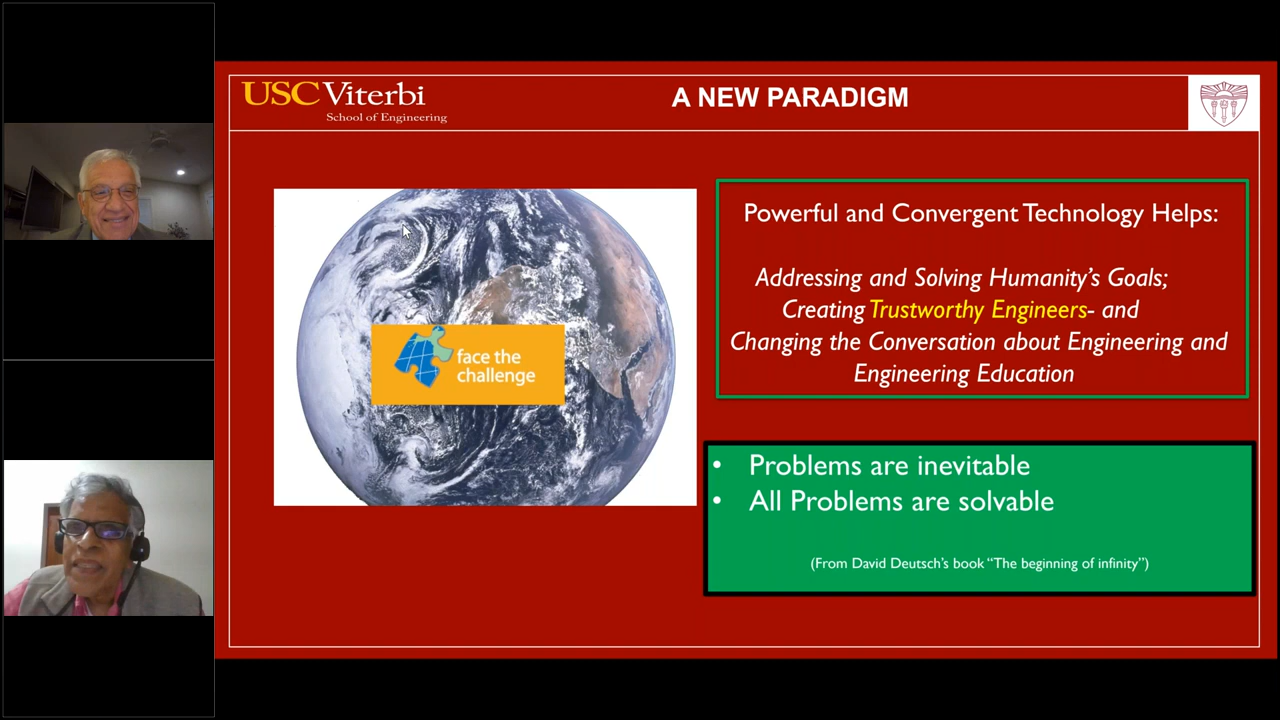 USC Viterbi
School of Engineering
A NEW PARADIGM
face the
challenge
Powerful and Convergent Technology Helps:
Addressing and Solving Humanity's Goals;
Creating Trustworthy Engineers- and
Changing the Conversation about Engineering and
Engineering Education
• Problems are inevitable
• All Problems are solvable
(From David Deutsch's book "The beginning of infinity")